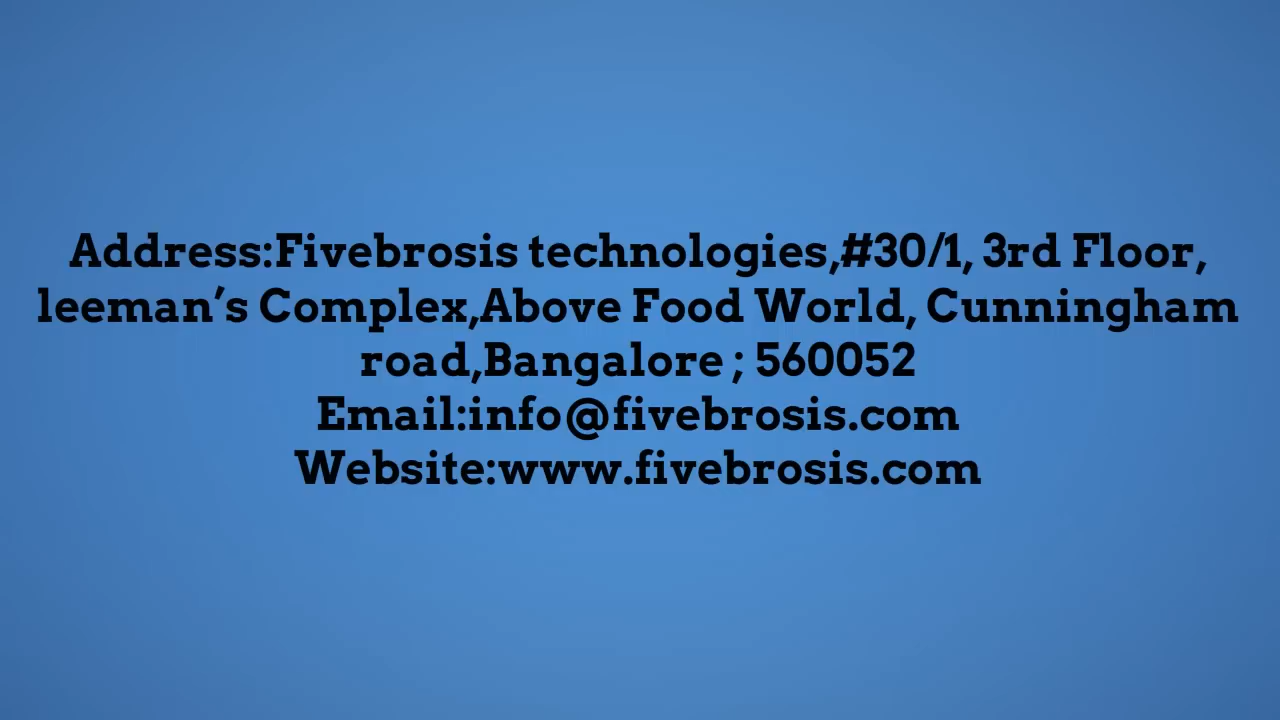 Address:Fivebrosis technologies,#30/1, 3rd Floor,
leeman’s Complex,Above Food World, Cunningham
road,Bangalore ; 560052
Email:info@fivebrosis.com
Website:www.fivebrosis.com